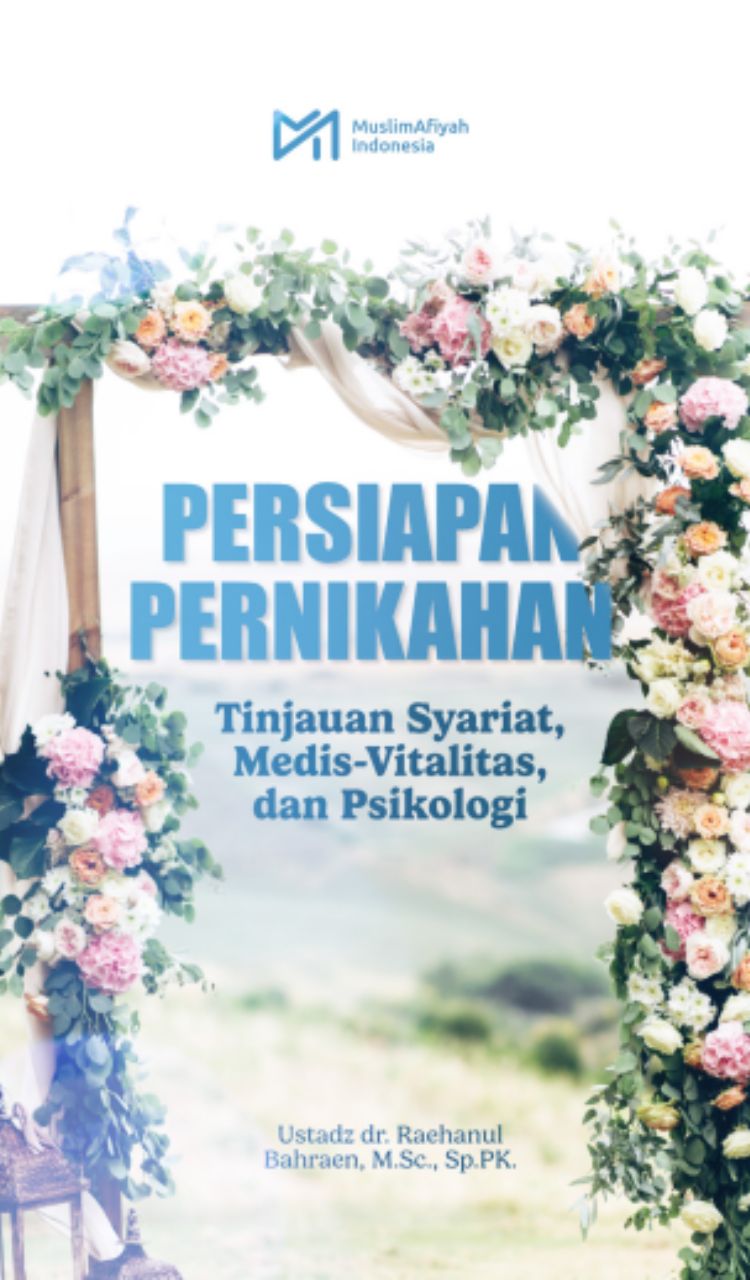 MuslimAfiyah
Indonesia
PERSIAPAN
PERNIKAHAN
Tinjauan Syariat,
Medis-Vitalitas,
dan Psikologi
Ustadz dr. Raehanul
Bahraen, M.Sc., Sp.PK.